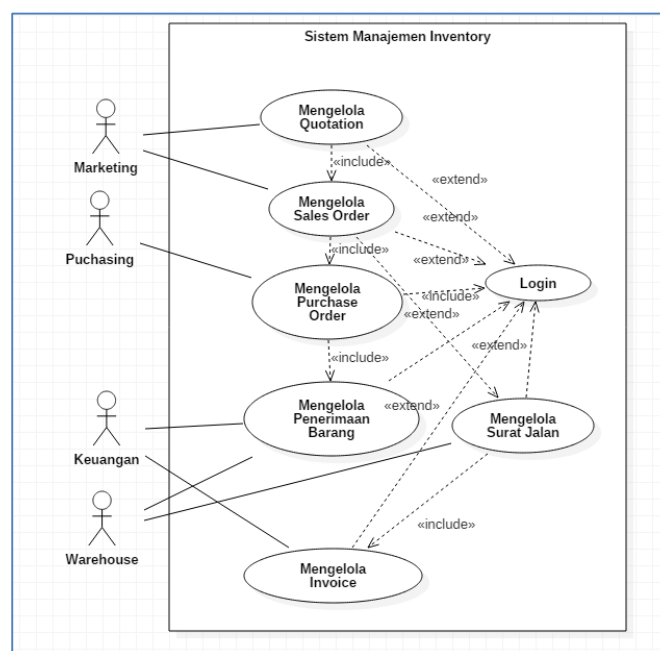 Sistem Manajemen Inventory
Mengelola
Quotation
«include»
«extend»
Marketing
Mengelola
Sales Order
«extend»
«include»
«extend»
Puchasing
Mengelola
Purchase
Order
Login
«include»
«extend»
«include»
«extend»
Mengelola
Penerimaan
Barang
«extend»
Mengelola
Surat Jalan
Keuangan
«include»
Warehouse
Mengelola
Invoice